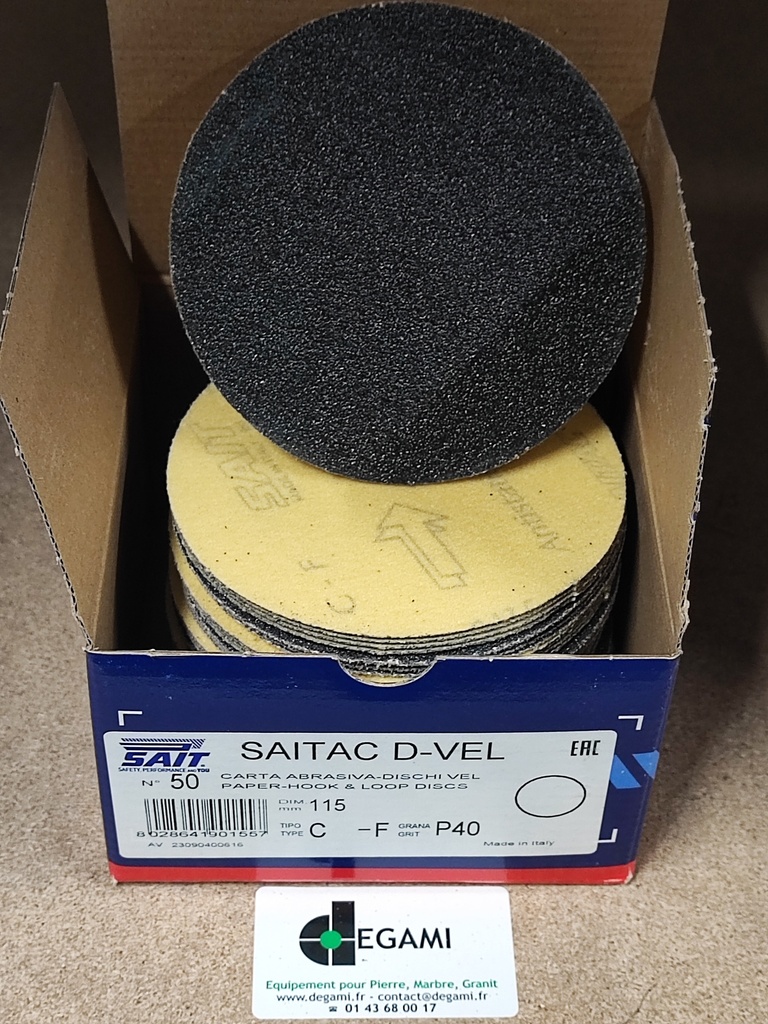 SAIT
C-F
SAIT
SAFETY, PERFORMANCE AND YOU
SAITAC D-VEL
EAC
N° 50
CARTA ABRASIVA-DISCHI VEL
PAPER-HOOK & LOOP DISCS
DIM. mm 115
8 028641 901557
TIPO TYPE C -F GRANA GRIT P40
AV 23090400616
Made in Italy
DEGAMI
Equipement pour Pierre, Marbre, Granit
www.degami.fr - contact@degami.fr
☎ 01 43 68 00 17